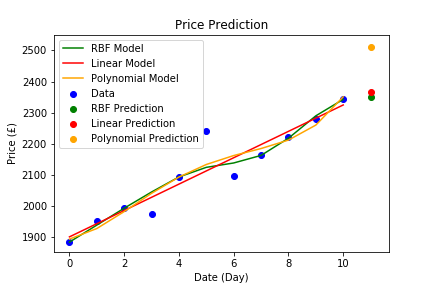 Price Prediction
2500
2400
2300
2200
2100
2000
1900
Price (£)
RBF Model
Linear Model
Polynomial Model
Data
RBF Prediction
Linear Prediction
Polynomial Prediction
0 2 4 6 8 10
Date (Day)